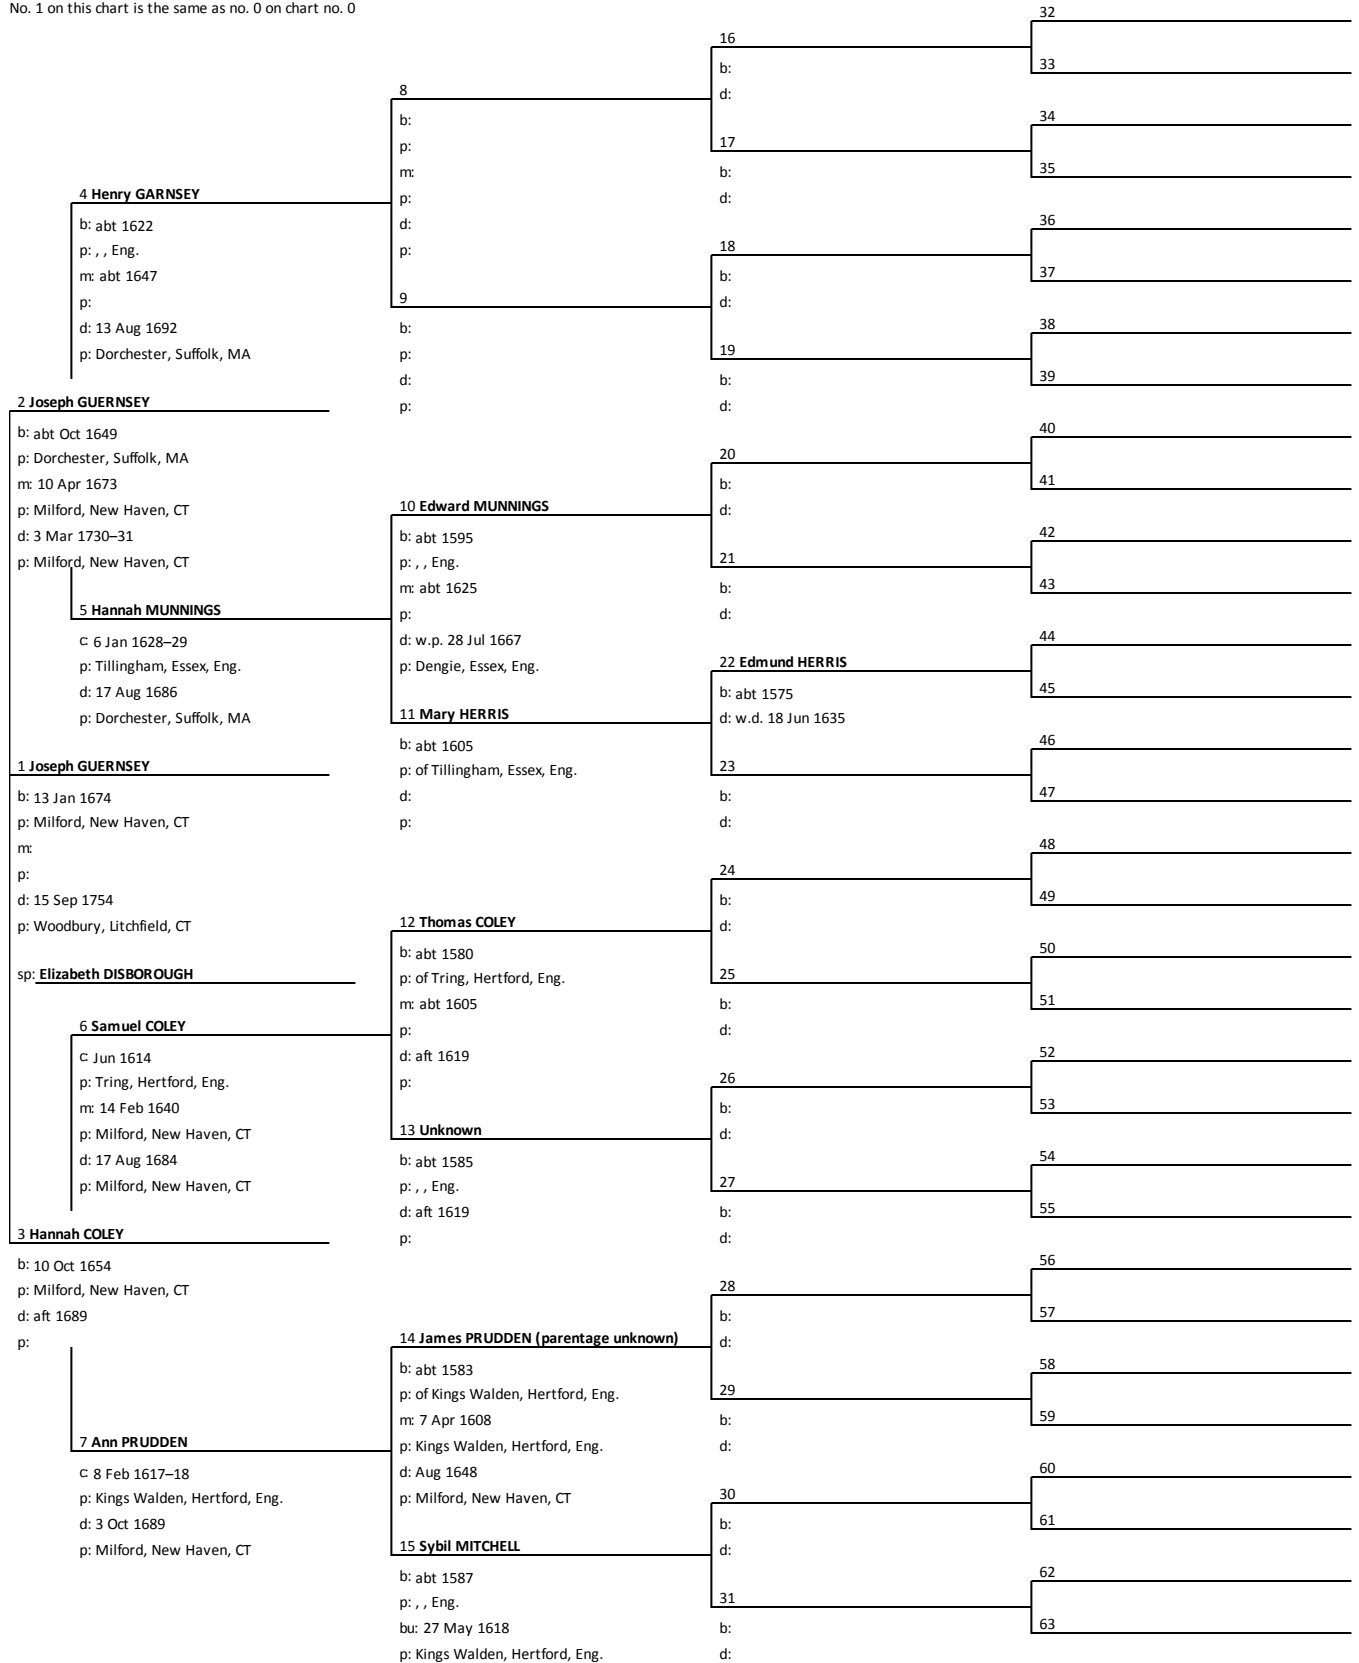 No. 1 on this chart is the same as no. 0 on chart no. 0
4 Henry GARNSEY
b: abt 1622
p: , , Eng.
m: abt 1647
p:
d: 13 Aug 1692
p: Dorchester, Suffolk, MA
2 Joseph GUERNSEY
b: abt Oct 1649
p: Dorchester, Suffolk, MA
m: 10 Apr 1673
p: Milford, New Haven, CT
d: 3 Mar 1730–31
p: Milford, New Haven, CT
5 Hannah MUNNINGS
c: 6 Jan 1628–29
p: Tillingham, Essex, Eng.
d: 17 Aug 1686
p: Dorchester, Suffolk, MA
1 Joseph GUERNSEY
b: 13 Jan 1674
p: Milford, New Haven, CT
m:
p:
d: 15 Sep 1754
p: Woodbury, Litchfield, CT
sp: Elizabeth DISBOROUGH
6 Samuel COLEY
c: Jun 1614
p: Tring, Hertford, Eng.
m: 14 Feb 1640
p: Milford, New Haven, CT
d: 17 Aug 1684
p: Milford, New Haven, CT
3 Hannah COLEY
b: 10 Oct 1654
p: Milford, New Haven, CT
d: aft 1689
p:
7 Ann PRUDDEN
c: 8 Feb 1617–18
p: Kings Walden, Hertford, Eng.
d: 3 Oct 1689
p: Milford, New Haven, CT
8
b:
p:
m:
p:
d:
p:
9
b:
p:
d:
p:
10 Edward MUNNINGS
b: abt 1595
p: , , Eng.
m: abt 1625
p:
d: w.p. 28 Jul 1667
p: Dengie, Essex, Eng.
11 Mary HERRIS
b: abt 1605
p: of Tillingham, Essex, Eng.
d:
p:
12 Thomas COLEY
b: abt 1580
p: of Tring, Hertford, Eng.
m: abt 1605
p:
d: aft 1619
p:
13 Unknown
b: abt 1585
p: , , Eng.
d: aft 1619
p:
14 James PRUDDEN (parentage unknown)
b: abt 1583
p: of Kings Walden, Hertford, Eng.
m: 7 Apr 1608
p: Kings Walden, Hertford, Eng.
d: Aug 1648
p: Milford, New Haven, CT
15 Sybil MITCHELL
b: abt 1587
p: , , Eng.
bu: 27 May 1618
p: Kings Walden, Hertford, Eng.
16
b:
d:
17
b:
d:
18
b:
d:
19
b:
d:
20
b:
d:
21
b:
d:
22 Edmund HERRIS
b: abt 1575
d: w.d. 18 Jun 1635
23
b:
d:
24
b:
d:
25
b:
d:
26
b:
d:
27
b:
d:
28
b:
d:
29
b:
d:
30
b:
d:
31
b:
d:
32
33
34
35
36
37
38
39
40
41
42
43
44
45
46
47
48
49
50
51
52
53
54
55
56
57
58
59
60
61
62
63